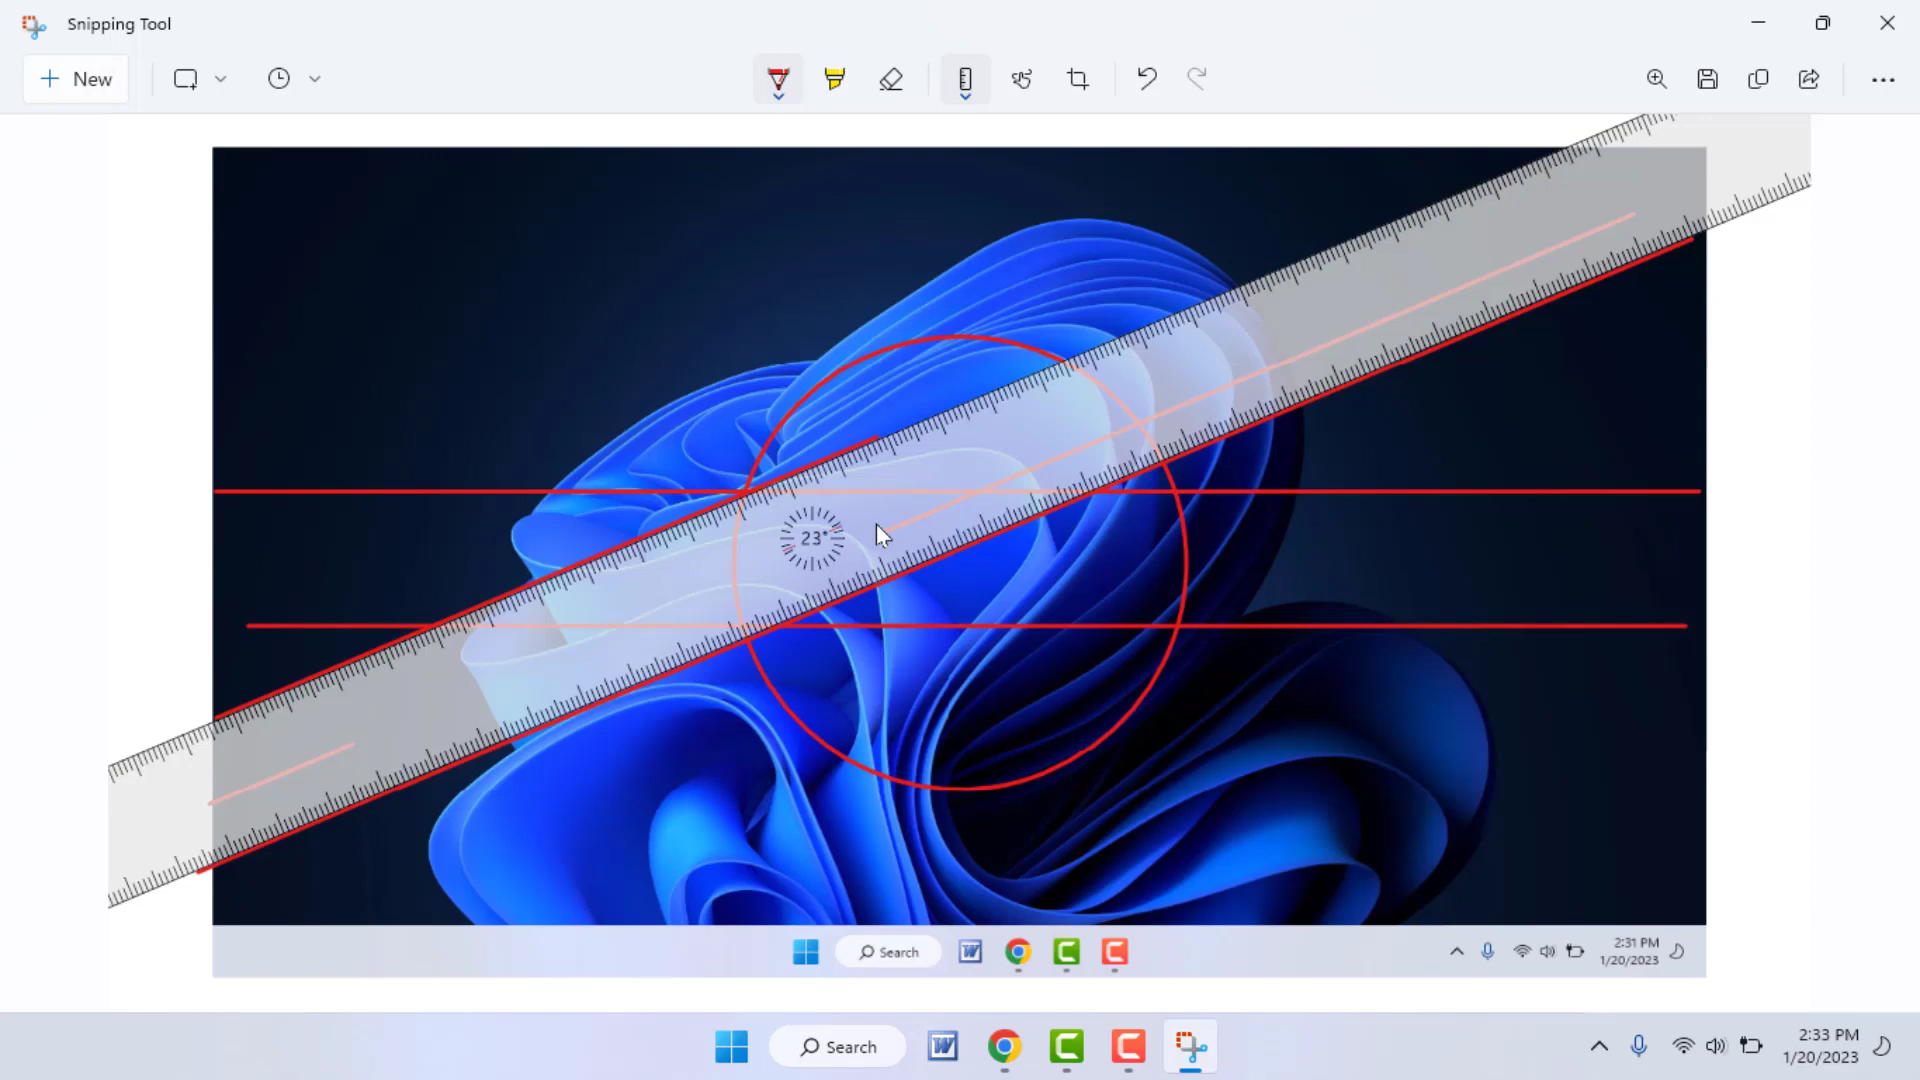 Snipping Tool
New
23°
Search
2:31 PM
1/20/2023
Search
2:33 PM
1/20/2023